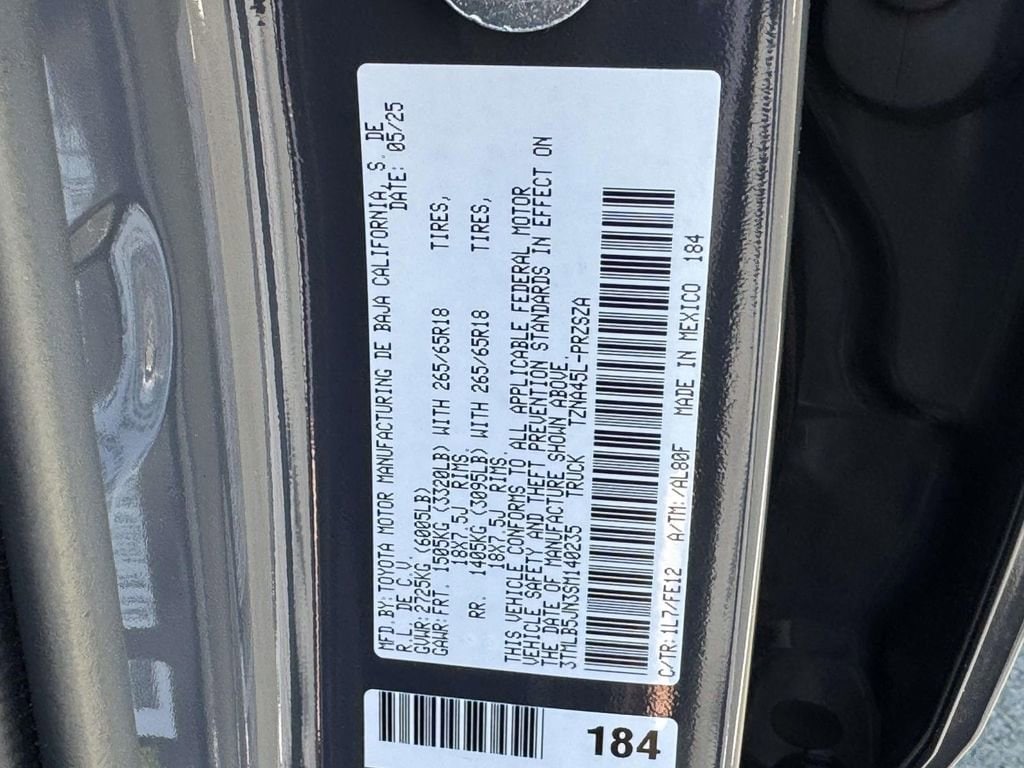 MFD.BY:TOYOTA MOTOR MANUFACTURING DE BAJA CALIFORNIA, S. DE
R.L.DE C.V. DATE: 05/25
GVWR:2725KG (6005LB)
GAWR:FRT. 1505KG (3320LB) WITH 265/65R18 TIRES,
18X7.5J RIMS.
RR. 1405KG (3095LB) WITH 265/65R18 TIRES,
18X7.5J RIMS.
THIS VEHICLE CONFORMS TO ALL APPLICABLE FEDERAL MOTOR
VEHICLE SAFETY AND THEFT PREVENTION STANDARDS IN EFFECT ON
THE DATE OF MANUFACTURE SHOWN ABOVE.
3TMLB5JN3SM140235 TRUCK TZNA45L-PRZSZA
C/TR:1L7/FE12 A/TM:/AL80F MADE IN MEXICO 184
184